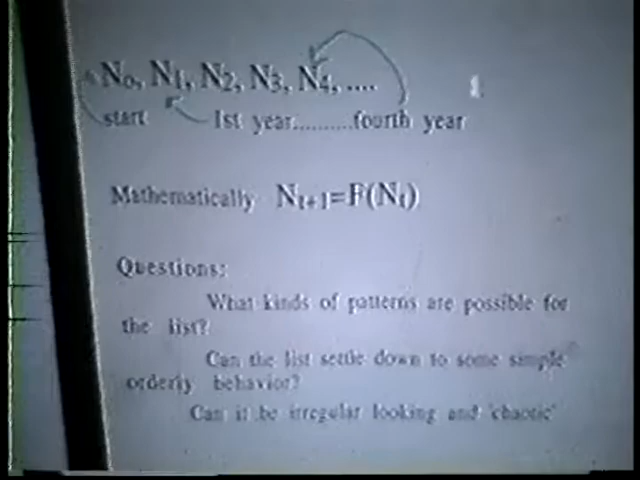 N₀, N₁, N₂, N₃, N₄, ....
start 1st year.........fourth year
Mathematically Nₜ₊₁=F(Nₜ)
Questions:
What kinds of patterns are possible for
the list?
Can the list settle down to some simple
orderly behavior?
Can it be irregular looking and 'chaotic'